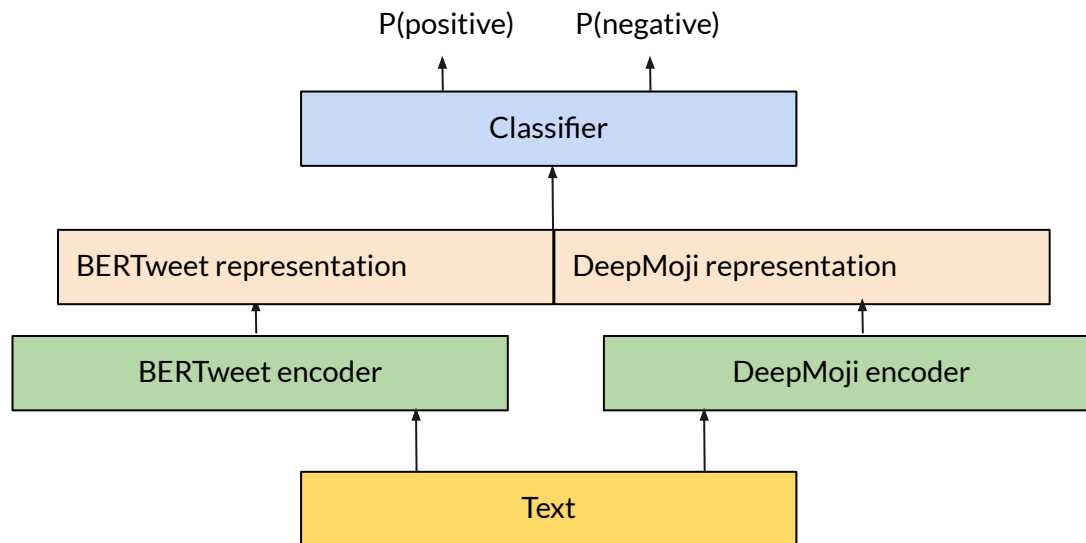 P(positive) P(negative)
Classifier
BERTweet representation DeepMoji representation
BERTweet encoder DeepMoji encoder
Text